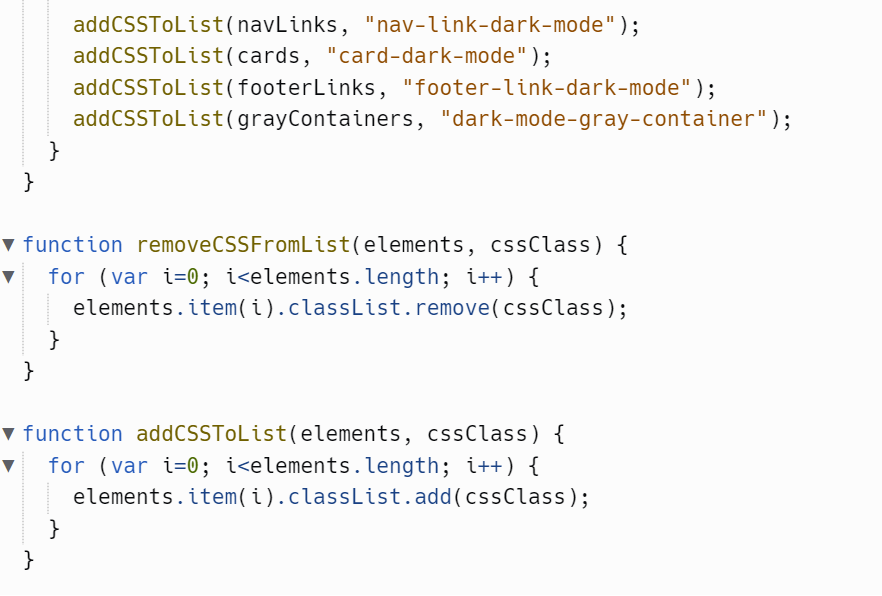 addCSSToList(navLinks, "nav-link-dark-mode");
addCSSToList(cards, "card-dark-mode");
addCSSToList(footerLinks, "footer-link-dark-mode");
addCSSToList(grayContainers, "dark-mode-gray-container");
}
}
function removeCSSFromList(elements, cssClass) {
for (var i=0; i<elements.length; i++) {
elements.item(i).classList.remove(cssClass);
}
}
function addCSSToList(elements, cssClass) {
for (var i=0; i<elements.length; i++) {
elements.item(i).classList.add(cssClass);
}
}